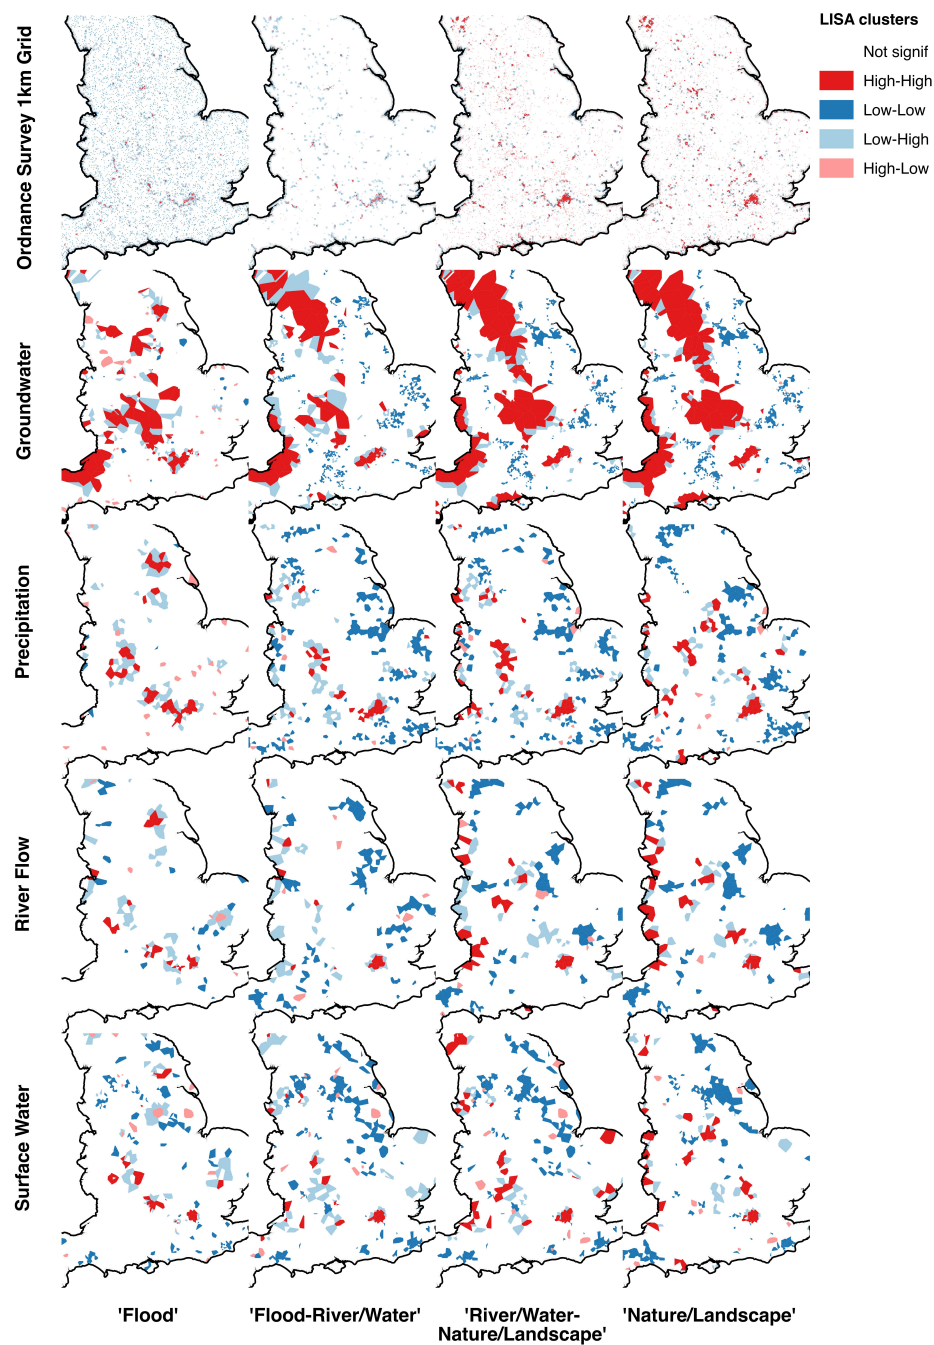 LISA clusters
Not signif
High-High
Low-Low
Low-High
High-Low
Ordnance Survey 1km Grid
Groundwater
Precipitation
River Flow
Surface Water
'Flood'
'Flood-River/Water'
'River/Water-
Nature/Landscape'
'Nature/Landscape'